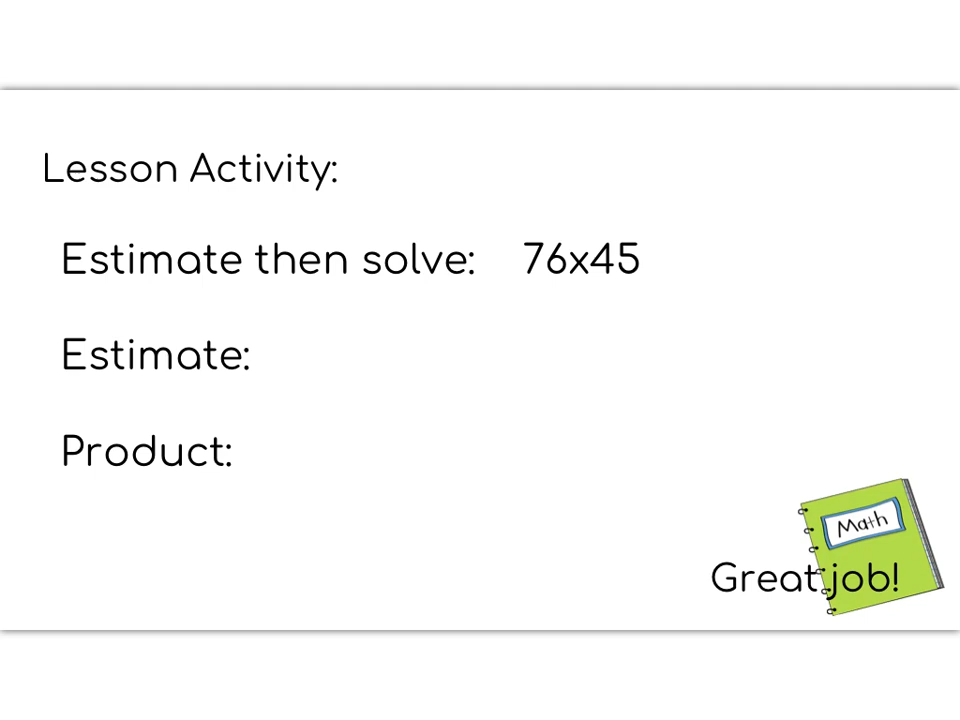 Lesson Activity:
Estimate then solve: 76x45
Estimate:
Product:
Math
Great job!